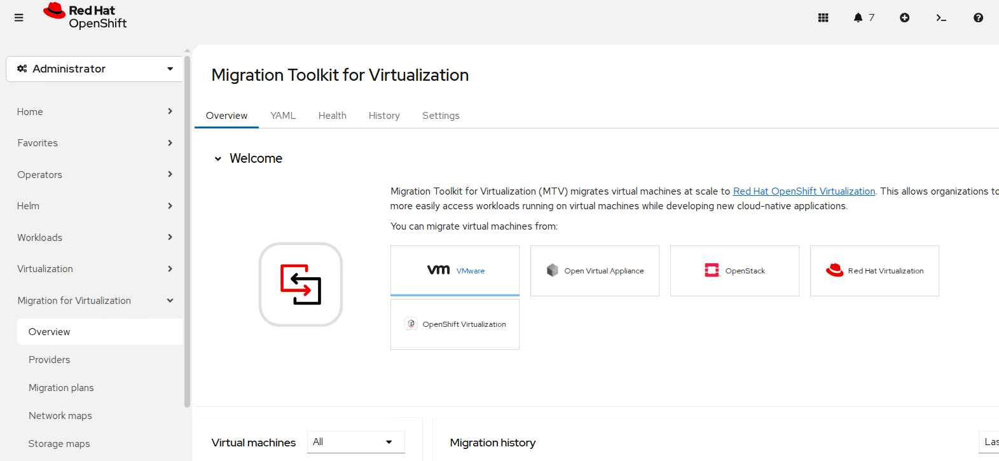 Red Hat
OpenShift
7
Administrator
Home
Favorites
Operators
Helm
Workloads
Virtualization
Migration for Virtualization
Overview
Providers
Migration plans
Network maps
Storage maps
Migration Toolkit for Virtualization
Overview YAML Health History Settings
Welcome
Migration Toolkit for Virtualization (MTV) migrates virtual machines at scale to Red Hat OpenShift Virtualization. This allows organizations to
more easily access workloads running on virtual machines while developing new cloud-native applications.
You can migrate virtual machines from:
vm VMware
Open Virtual Appliance
OpenStack
Red Hat Virtualization
OpenShift Virtualization
Virtual machines All
Migration history